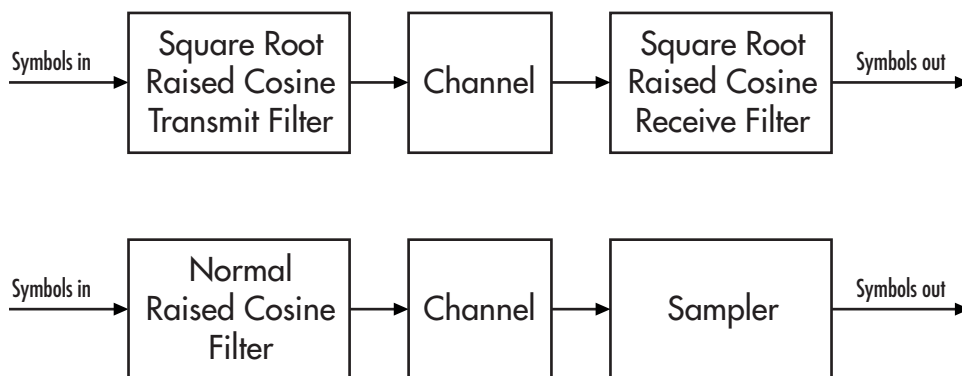 Symbols in
Square Root
Raised Cosine
Transmit Filter
Channel
Square Root
Raised Cosine
Receive Filter
Symbols out
Symbols in
Normal
Raised Cosine
Filter
Channel
Sampler
Symbols out